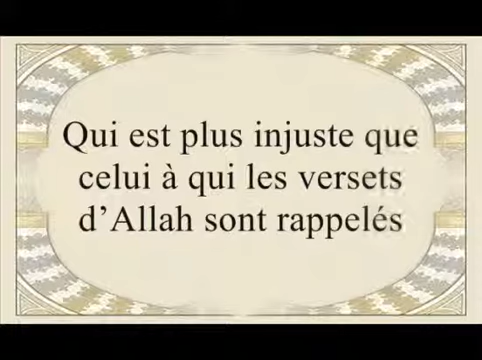 Qui est plus injuste que
celui à qui les versets
d’Allah sont rappelés